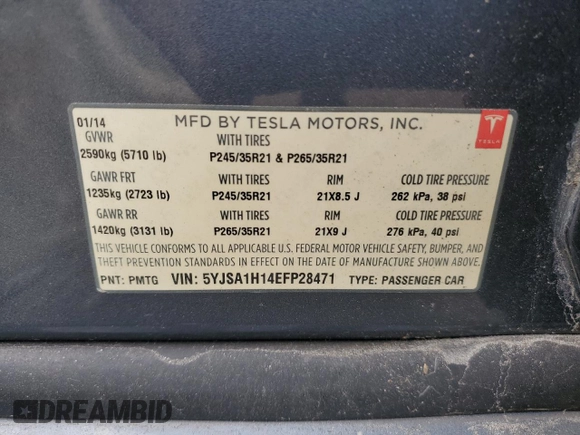 01/14 MFD BY TESLA MOTORS, INC.
GVWR WITH TIRES TESLA
2590kg (5710 lb) P245/35R21 & P265/35R21
GAWR FRT WITH TIRES RIM COLD TIRE PRESSURE
1235kg (2723 lb) P245/35R21 21X8.5 J 262 kPa, 38 psi
GAWR RR WITH TIRES RIM COLD TIRE PRESSURE
1420kg (3131 lb) P265/35R21 21X9 J 276 kPa, 40 psi
THIS VEHICLE CONFORMS TO ALL APPLICABLE U.S. FEDERAL MOTOR VEHICLE SAFETY, BUMPER, AND
THEFT PREVENTION STANDARDS IN EFFECT ON THE DATE OF MANUFACTURE SHOWN ABOVE.
PNT: PMTG VIN: 5YJSA1H14EFP28471 TYPE: PASSENGER CAR
DREAMBID